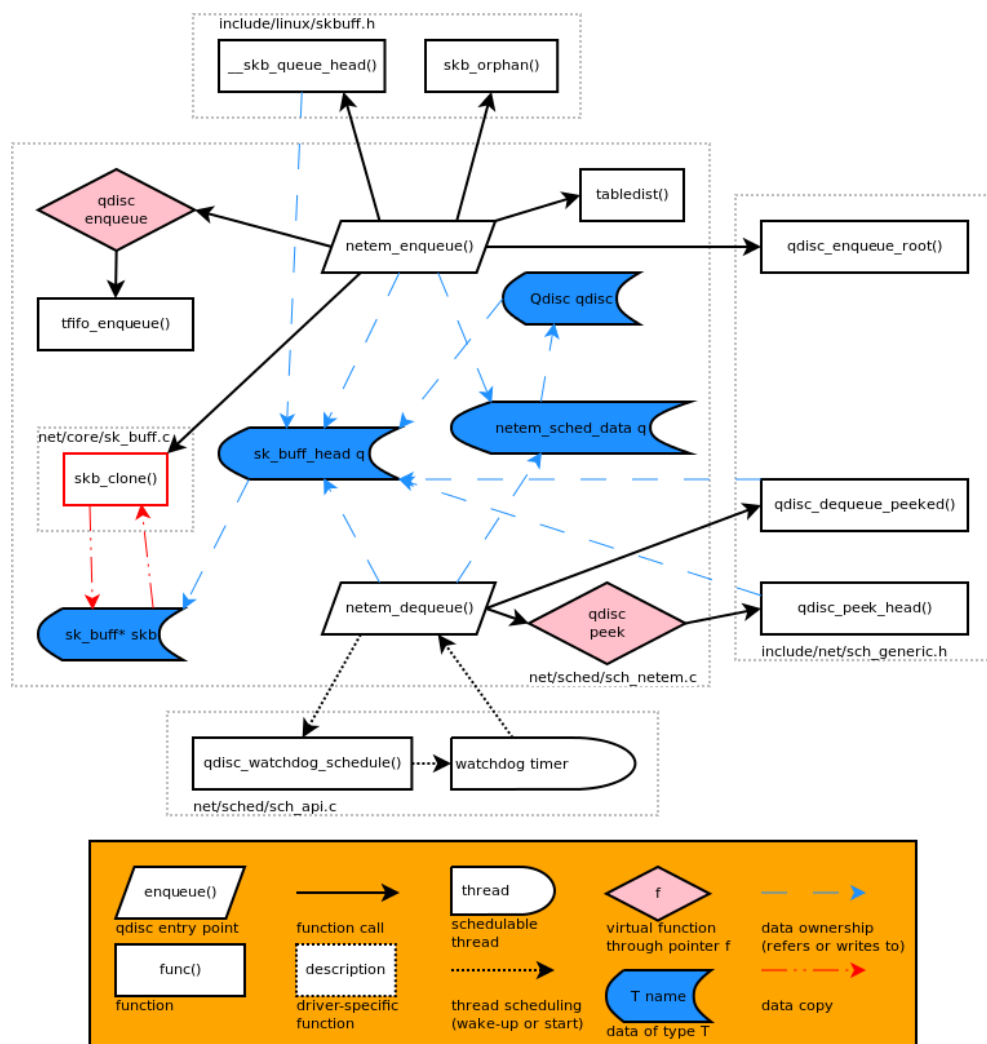 include/linux/skbuff.h
__skb_queue_head()
skb_orphan()
qdisc
enqueue
tabledist()
netem_enqueue()
qdisc_enqueue_root()
Qdisc qdisc
tfifo_enqueue()
netem_sched_data q
net/core/sk_buff.c
sk_buff_head q
skb_clone()
qdisc_dequeue_peeked()
netem_dequeue()
qdisc
peek
qdisc_peek_head()
sk_buff* skb
include/net/sch_generic.h
net/sched/sch_netem.c
qdisc_watchdog_schedule()
watchdog timer
net/sched/sch_api.c
enqueue()
thread
f
qdisc entry point
function call
schedulable
thread
virtual function
through pointer f
data ownership
(refers or writes to)
func()
description
T name
function
driver-specific
function
thread scheduling
(wake-up or start)
data of type T
data copy